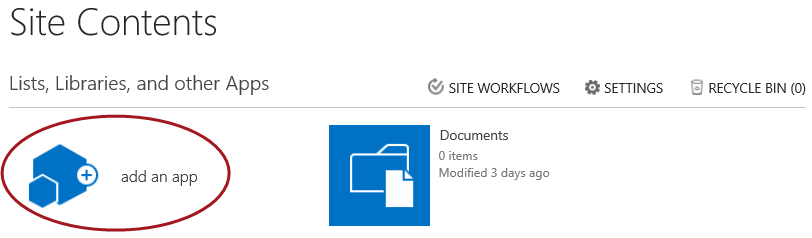 Site Contents
Lists, Libraries, and other Apps
SITE WORKFLOWS SETTINGS RECYCLE BIN (0)
add an app
Documents
0 items
Modified 3 days ago